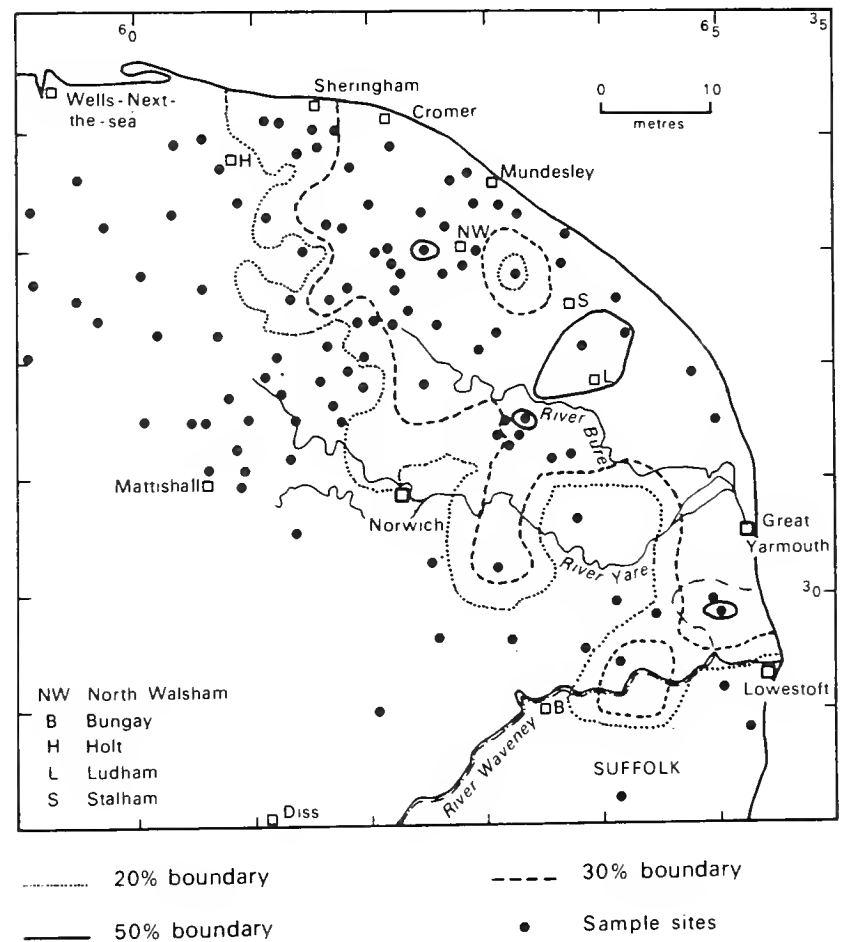 60
65
35
Sheringham
0 10
metres
Wells-Next-
the-sea
Cromer
H
Mundesley
NW
S
L
River
Bure
Mattishall
Norwich
Great
Yarmouth
River Yare
30
NW North Walsham
B Bungay
H Holt
L Ludham
S Stalham
Lowestoft
B
River Waveney
SUFFOLK
Diss
20% boundary
30% boundary
50% boundary
Sample sites